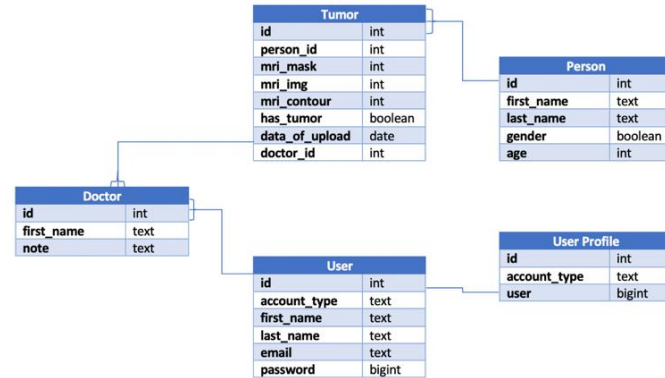 Tumor
id int
person_id int
mri_mask int
mri_img int
mri_contour int
has_tumor boolean
data_of_upload date
doctor_id int
Person
id int
first_name text
last_name text
gender boolean
age int
Doctor
id int
first_name text
note text
User
id int
account_type text
first_name text
last_name text
email text
password bigint
User Profile
id int
account_type text
user bigint